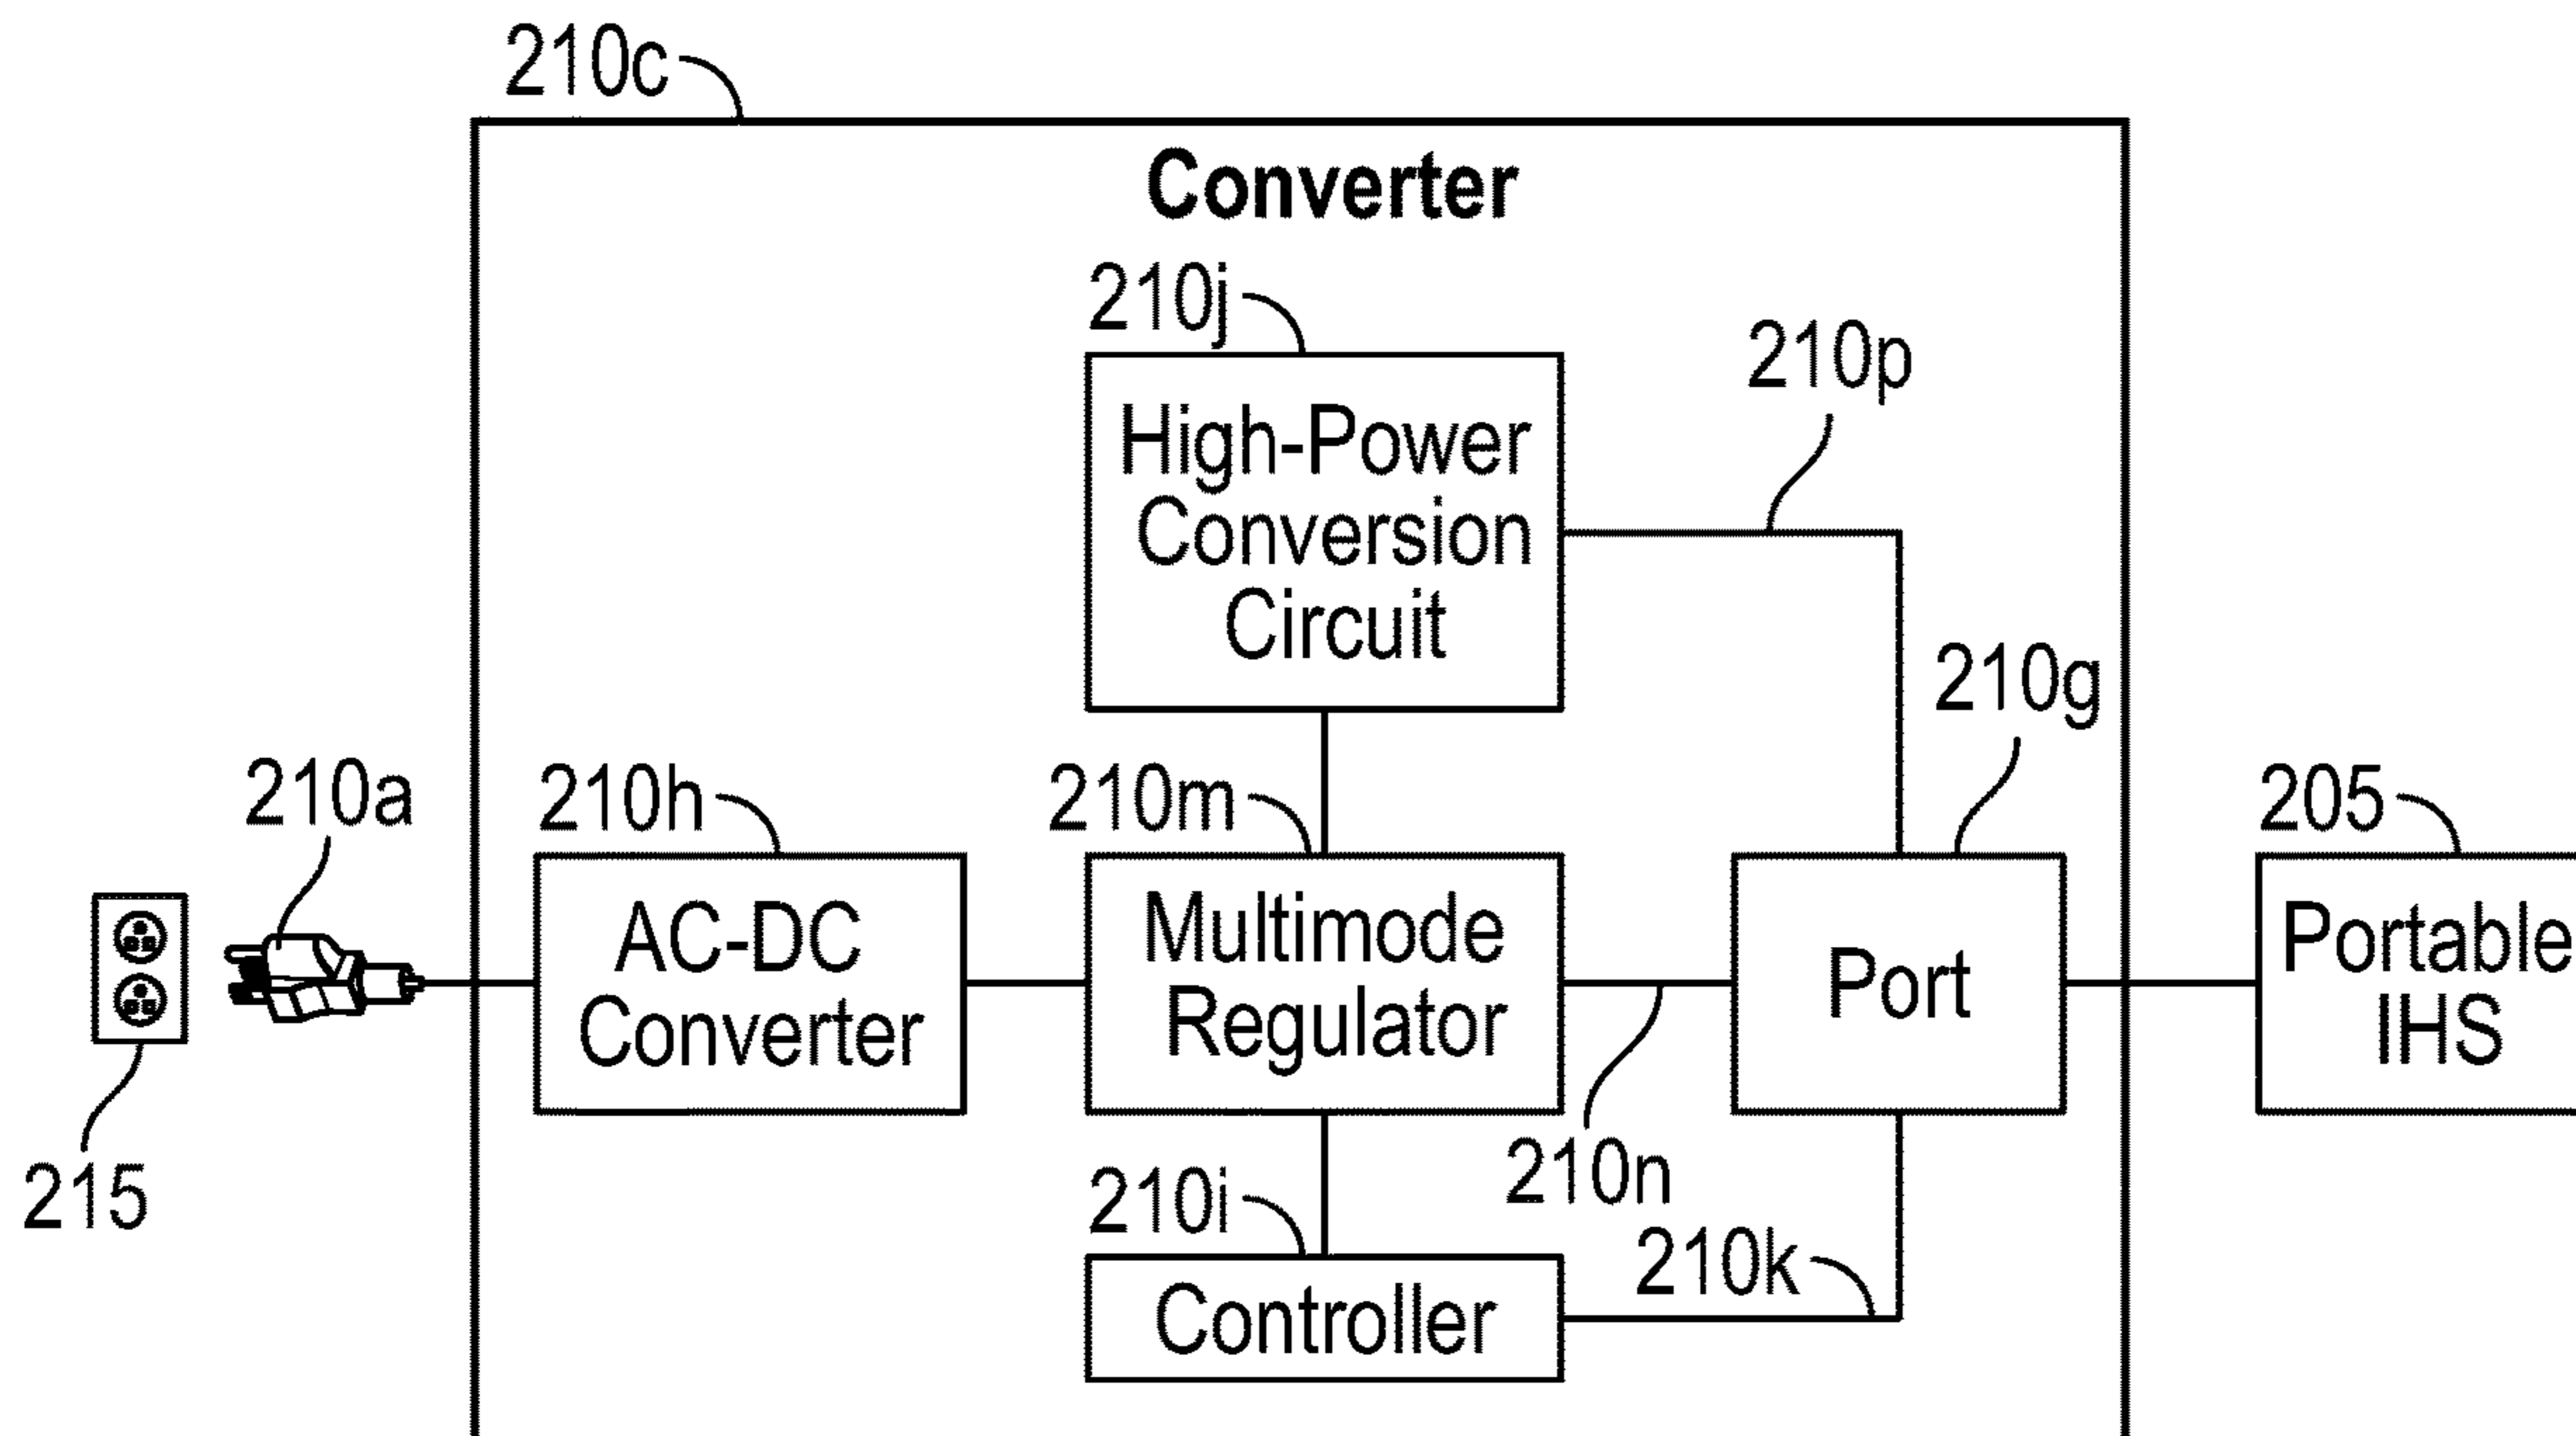 210c
Converter
210j
High-Power
Conversion
Circuit
210p
210g
210a
210h
210m
205
AC-DC
Converter
Multimode
Regulator
Port
Portable
IHS
215
210i
210n
210k
Controller